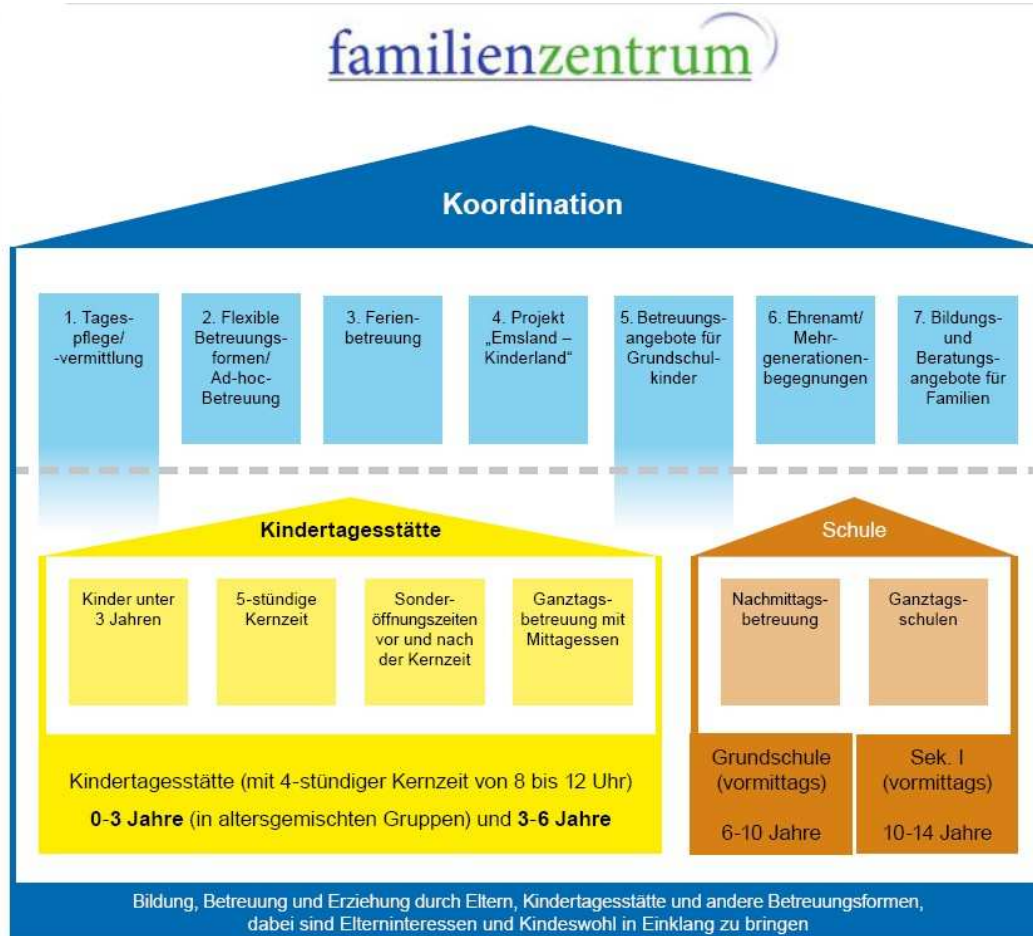 familienzentrum
Koordination
1. Tages-
pflege/
-vermittlung
2. Flexible
Betreuungs-
formen/
Ad-hoc-
Betreuung
3. Ferien-
betreuung
4. Projekt
„Emsland –
Kinderland“
5. Betreuungs-
angebote für
Grundschul-
kinder
6. Ehrenamt/
Mehr-
generationen-
begegnungen
7. Bildungs-
und
Beratungs-
angebote für
Familien
Kindertagesstätte
Kinder unter
3 Jahren
5-stündige
Kernzeit
Sonder-
öffnungszeiten
vor und nach
der Kernzeit
Ganztags-
betreuung mit
Mittagessen
Kindertagesstätte (mit 4-stündiger Kernzeit von 8 bis 12 Uhr)
0-3 Jahre (in altersgemischten Gruppen) und 3-6 Jahre
Schule
Nachmittags-
betreuung
Ganztags-
schulen
Grundschule
(vormittags)
6-10 Jahre
Sek. I
(vormittags)
10-14 Jahre
Bildung, Betreuung und Erziehung durch Eltern, Kindertagesstätte und andere Betreuungsformen,
dabei sind Elterninteressen und Kindeswohl in Einklang zu bringen